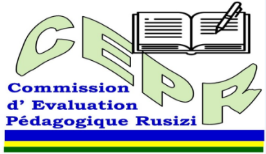 CEPR
Commission
d' Evaluation
Pédagogique Rusizi